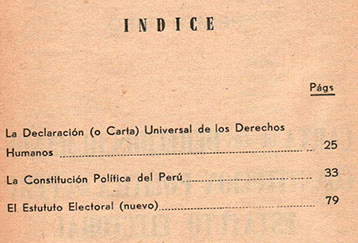 INDICE
Págs
La Declaración (o Carta) Universal de los Derechos
Humanos ........ 25
La Constitución Política del Perú ........ 33
El Estututo Electoral (nuevo) ........ 79